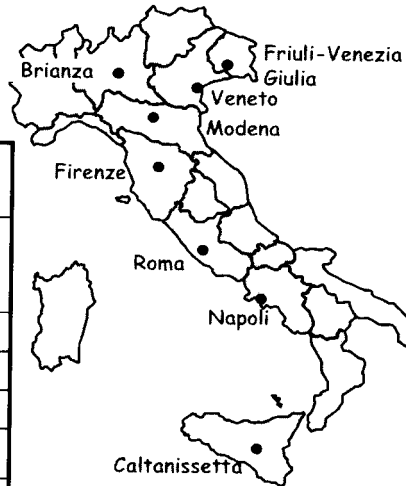 Friuli-Venezia
Giulia
Brianza
Veneto
Modena
Firenze
Roma
Napoli
Caltanissetta